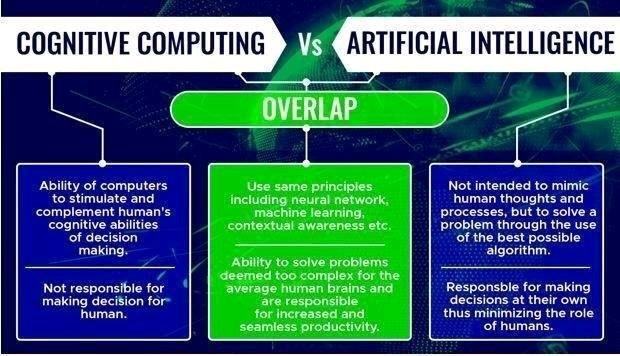 COGNITIVE COMPUTING Vs ARTIFICIAL INTELLIGENCE
OVERLAP
Ability of computers
to stimulate and
complement human's
cognitive abilities
of decision
making.
Not responsible for
making decision for
human.
Use same principles
including neural network,
machine learning,
contextual awareness etc.
Ability to solve problems
deemed too complex for the
average human brains and
are responsible
for increased and
seamless productivity.
Not intended to mimic
human thoughts and
processes, but to solve a
problem through the use
of the best possible
algorithm.
Responsble for making
decisions at their own
thus minimizing the role
of humans.